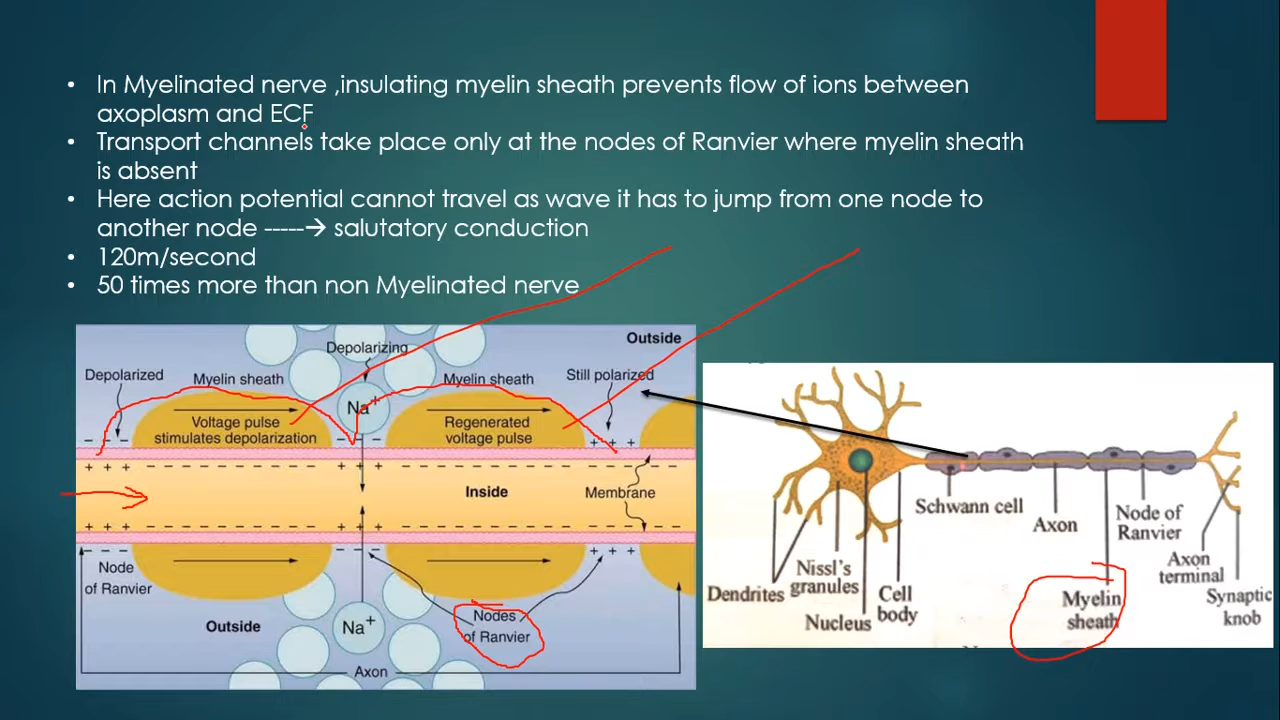 • In Myelinated nerve ,insulating myelin sheath prevents flow of ions between
axoplasm and ECF
• Transport channels take place only at the nodes of Ranvier where myelin sheath
is absent
• Here action potential cannot travel as wave it has to jump from one node to
another node -----→ salutatory conduction
• 120m/second
• 50 times more than non Myelinated nerve
Outside
Depolarizing
Depolarized
Myelin sheath
Myelin sheath
Still polarized
Na+
Voltage pulse
stimulates depolarization
Regenerated
voltage pulse
- - -
- - -
+ +
+ + +
- - - - - - - - -
+ + +
- - - - - - - - -
- - -
Inside
Membrane
+ + +
- - - - - - - - -
+ + +
- - - - - - - - -
- - -
- - -
- - -
+ + +
Node
of Ranvier
Nodes
of Ranvier
Outside
Na+
Axon
Schwann cell
Axon
Node of
Ranvier
Axon
terminal
Dendrites
Nissl's
granules
Nucleus
Cell
body
Myelin
sheath
Synaptic
knob